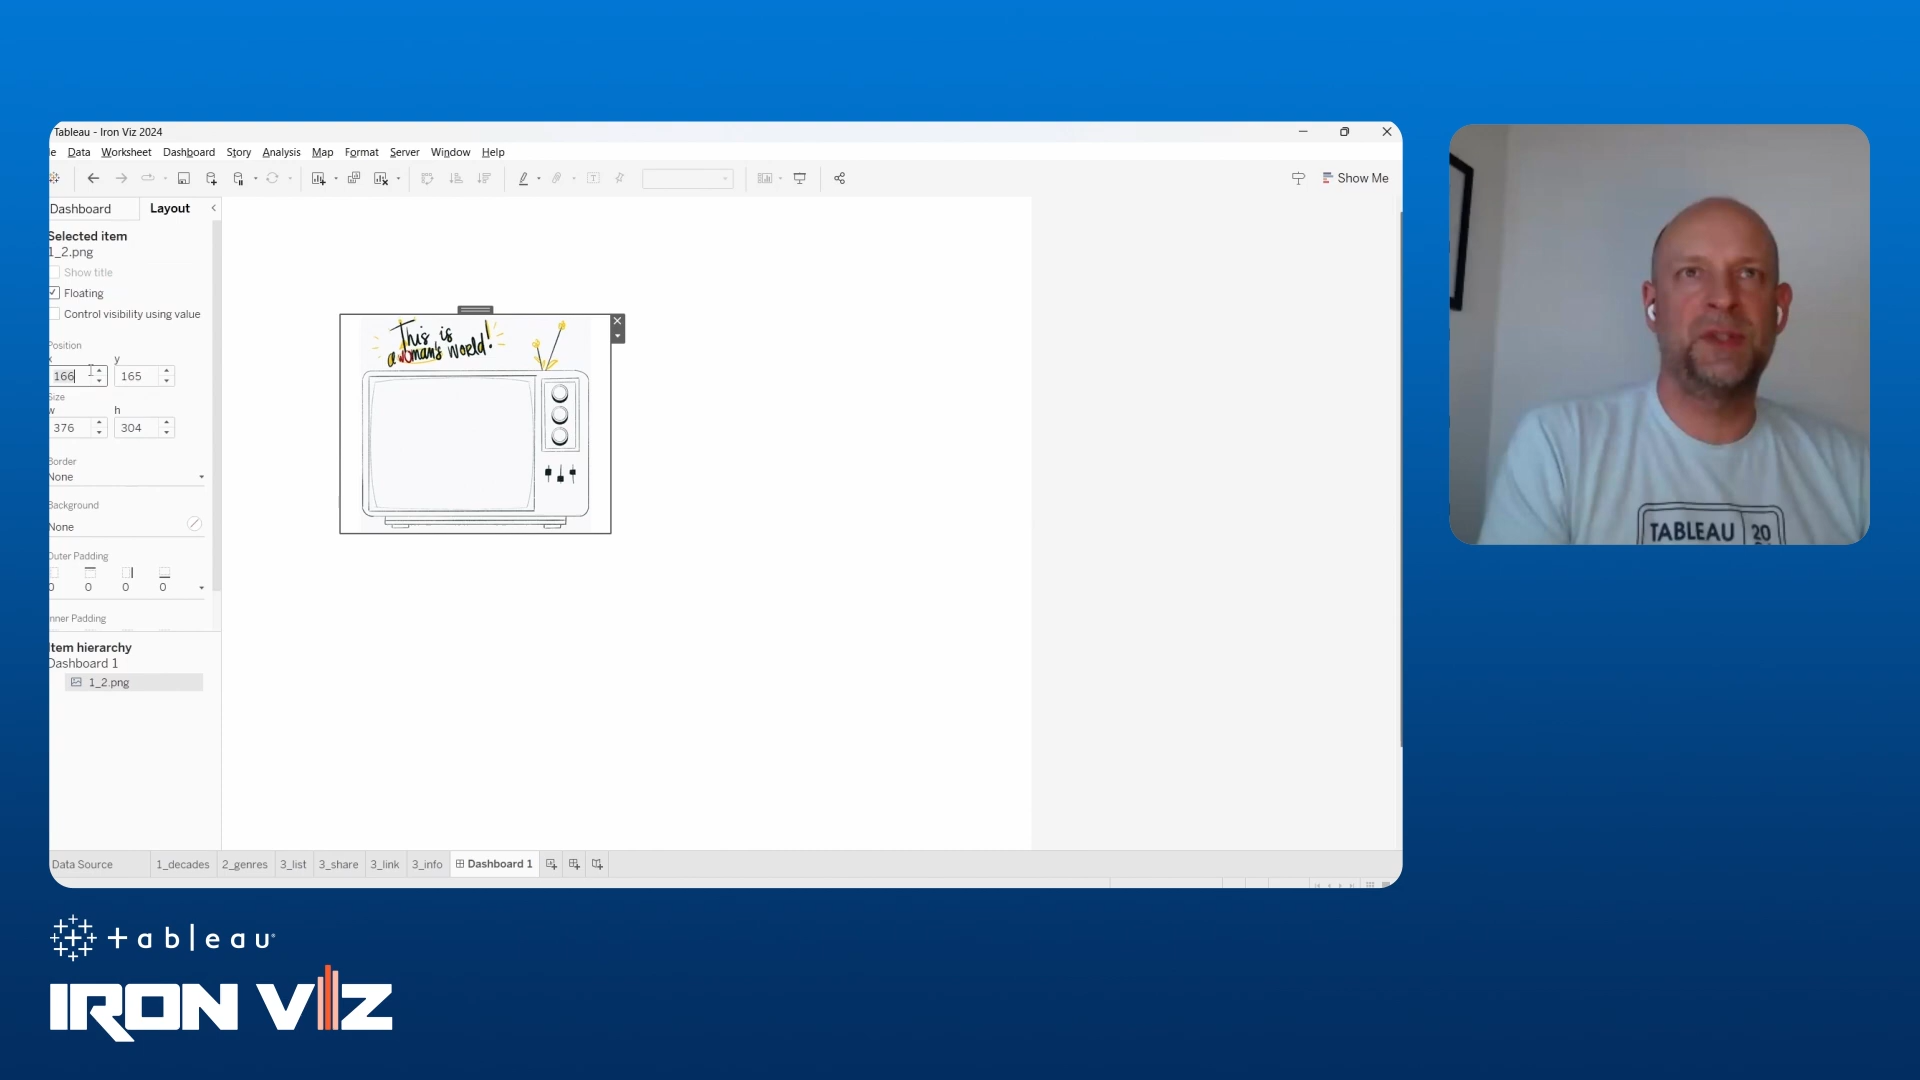 Tableau - Iron Viz 2024
e Data Worksheet Dashboard Story Analysis Map Format Server Window Help
Show Me
Dashboard Layout
Selected item
1_2.png
Show title
Floating
Control visibility using value
Position
x y
166 165
Size
w h
376 304
Border
None
Background
None
Outer Padding
0 0 0 0
nner Padding
Item hierarchy
Dashboard 1
1_2.png
This is
a woman's world!
Data Source 1_decades 2_genres 3_list 3_share 3_link 3_info Dashboard 1
TABLEAU 20
+ableau
IRON VIZ